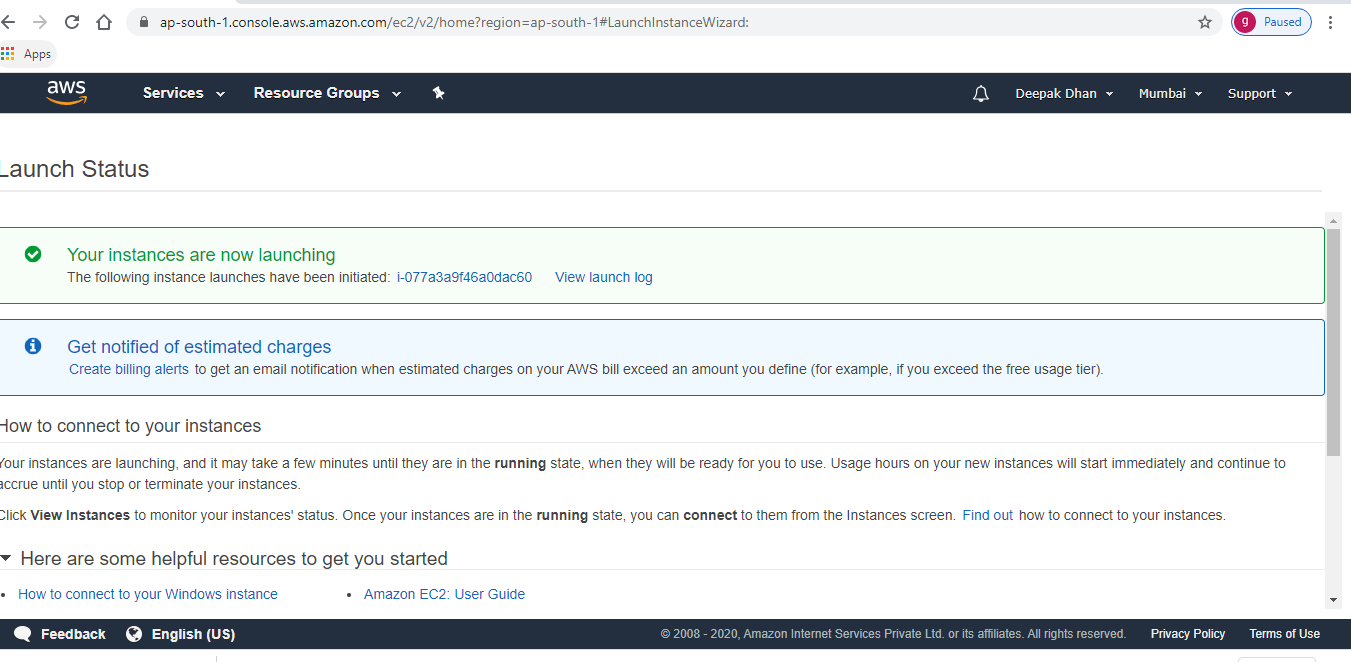 ap-south-1.console.aws.amazon.com/ec2/v2/home?region=ap-south-1#LaunchInstanceWizard:
g Paused
Apps
aws Services Resource Groups Deepak Dhan Mumbai Support
Launch Status
Your instances are now launching
The following instance launches have been initiated: i-077a3a9f46a0dac60 View launch log
Get notified of estimated charges
Create billing alerts to get an email notification when estimated charges on your AWS bill exceed an amount you define (for example, if you exceed the free usage tier).
How to connect to your instances
Your instances are launching, and it may take a few minutes until they are in the running state, when they will be ready for you to use. Usage hours on your new instances will start immediately and continue to
accrue until you stop or terminate your instances.
Click View Instances to monitor your instances' status. Once your instances are in the running state, you can connect to them from the Instances screen. Find out how to connect to your instances.
Here are some helpful resources to get you started
• How to connect to your Windows instance • Amazon EC2: User Guide
Feedback English (US) © 2008 - 2020, Amazon Internet Services Private Ltd. or its affiliates. All rights reserved. Privacy Policy Terms of Use